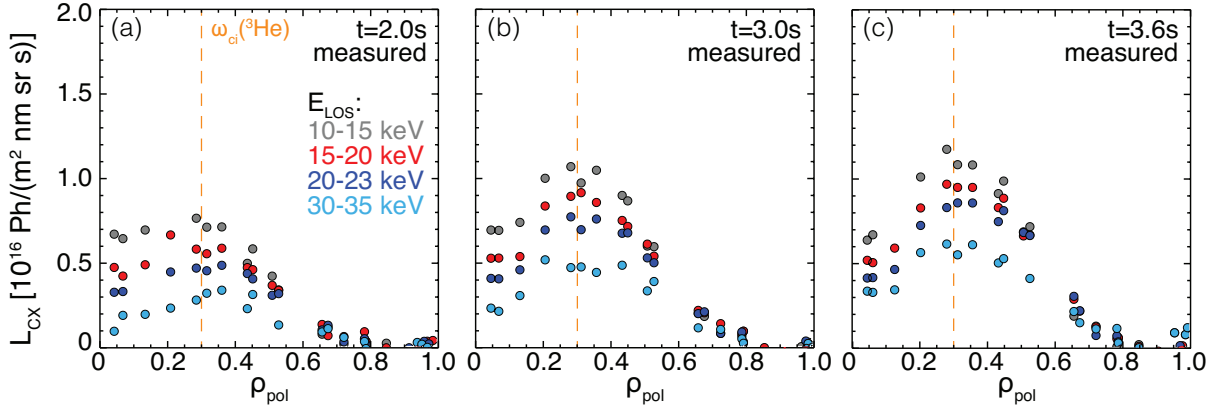 (a)
ω_ci(³He)
t=2.0s
measured
E_LOS:
10-15 keV
15-20 keV
20-23 keV
30-35 keV
(b)
t=3.0s
measured
(c)
t=3.6s
measured
L_CX [10¹⁶ Ph/(m² nm sr s)]
2.0
1.5
1.0
0.5
0
0 0.2 0.4 0.6 0.8 1.0
0 0.2 0.4 0.6 0.8 1.0
0 0.2 0.4 0.6 0.8 1.0
ρ_pol
ρ_pol
ρ_pol